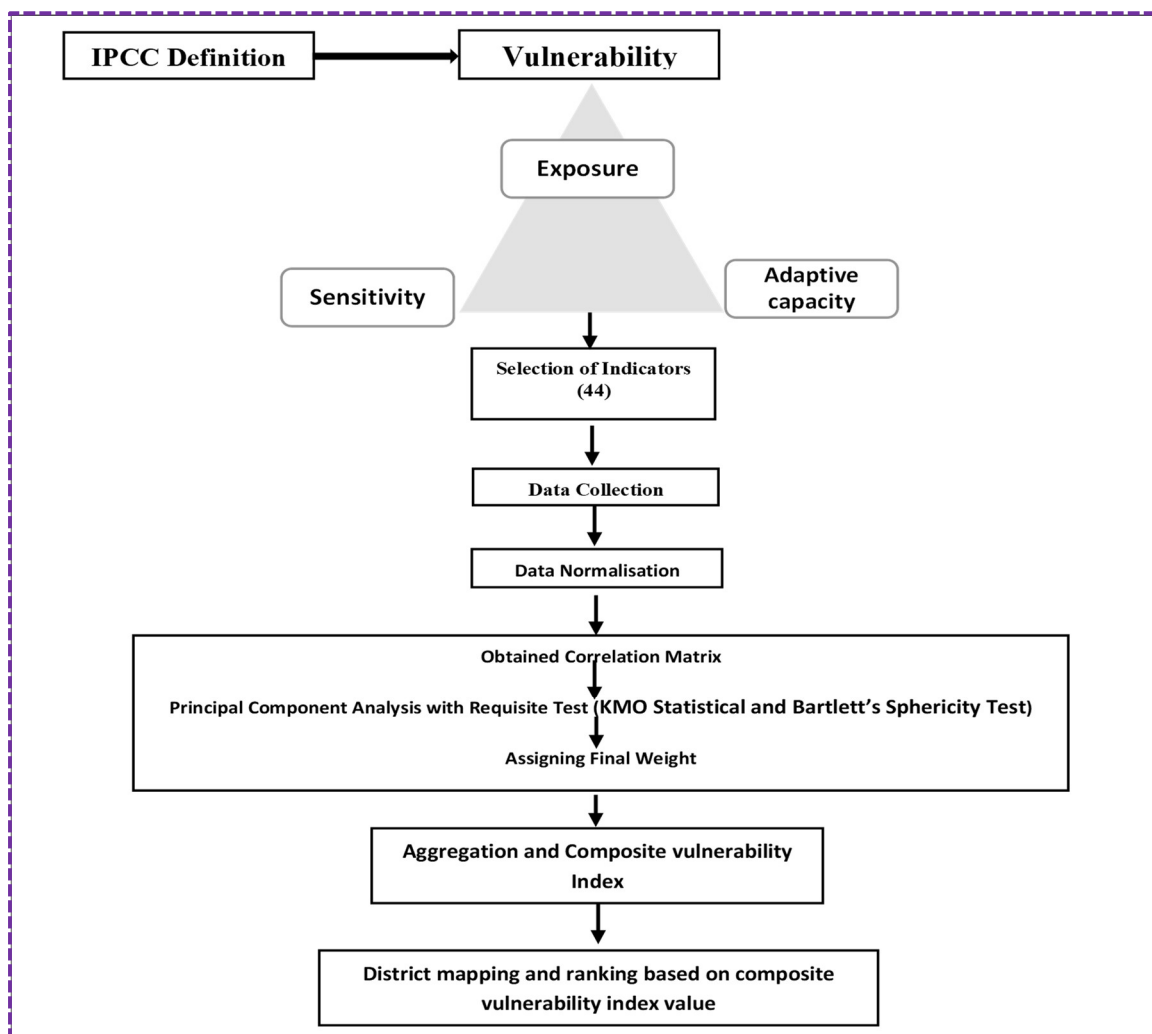 IPCC Definition
Vulnerability
Exposure
Sensitivity
Adaptive
capacity
Selection of Indicators
(44)
Data Collection
Data Normalisation
Obtained Correlation Matrix
Principal Component Analysis with Requisite Test (KMO Statistical and Bartlett’s Sphericity Test)
Assigning Final Weight
Aggregation and Composite vulnerability
Index
District mapping and ranking based on composite
vulnerability index value